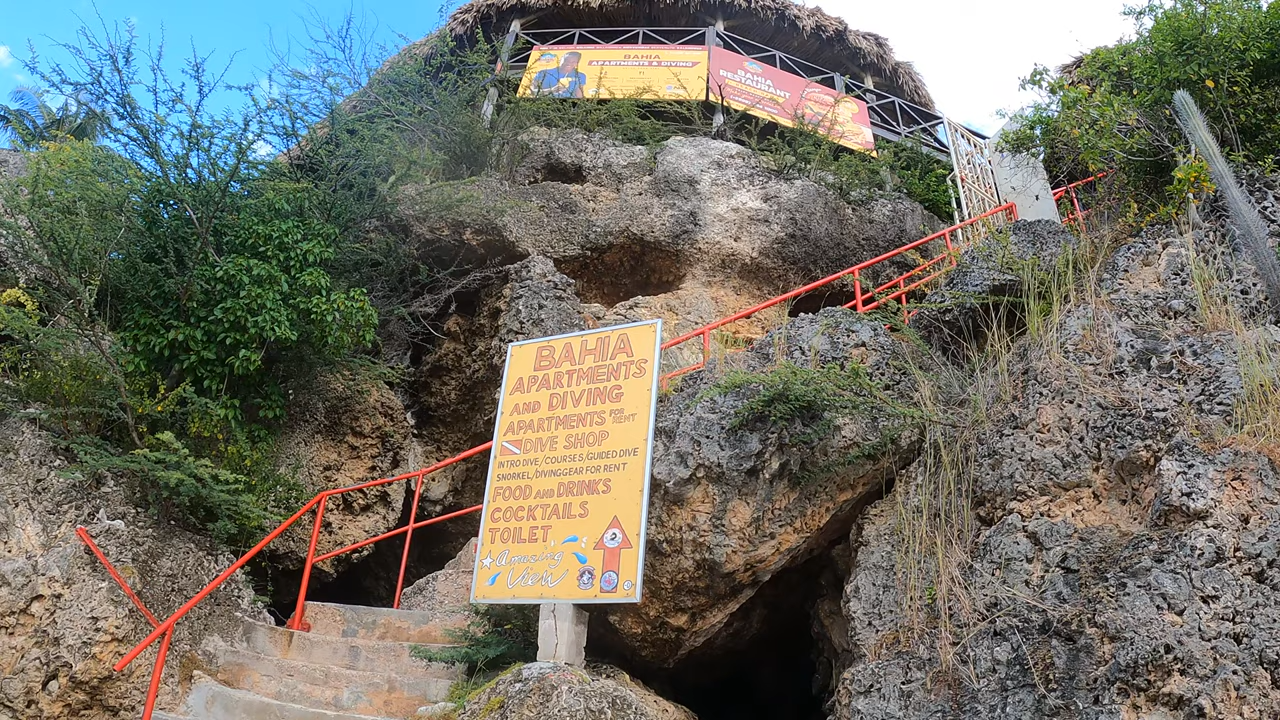 BAHIA
APARTMENTS & DIVING
BAHIA
RESTAURANT
BAHIA
APARTMENTS
AND DIVING
APARTMENTS FOR RENT
DIVE SHOP
INTRO DIVE/COURSES/GUIDED DIVE
SNORKEL/DIVINGGEAR FOR RENT
FOOD AND DRINKS
COCKTAILS
TOILET
Amazing
View